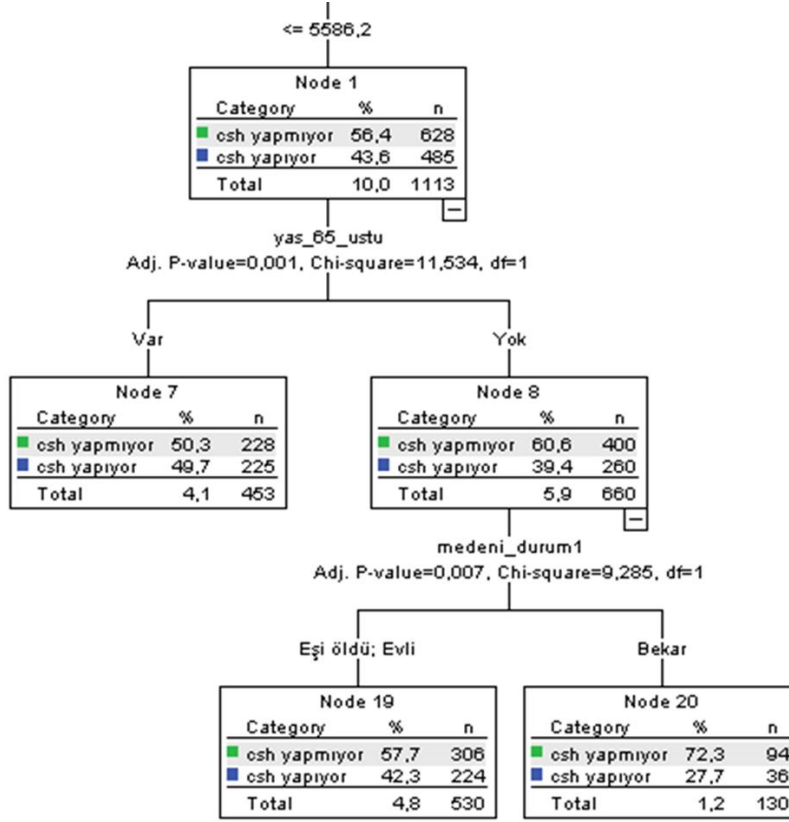 <= 5586,2
Node 1
Category % n
csh yapmıyor 56,4 628
csh yapıyor 43,6 485
Total 10,0 1113
yas_65_ustu
Adj. P-value=0,001, Chi-square=11,534, df=1
Var
Yok
Node 7
Category % n
csh yapmıyor 50,3 228
csh yapıyor 49,7 225
Total 4,1 453
Node 8
Category % n
csh yapmıyor 60,6 400
csh yapıyor 39,4 260
Total 5,9 660
medeni_durum1
Adj. P-value=0,007, Chi-square=9,285, df=1
Eşi öldü; Evli
Bekar
Node 19
Category % n
csh yapmıyor 57,7 306
csh yapıyor 42,3 224
Total 4,8 530
Node 20
Category % n
csh yapmıyor 72,3 94
csh yapıyor 27,7 36
Total 1,2 130